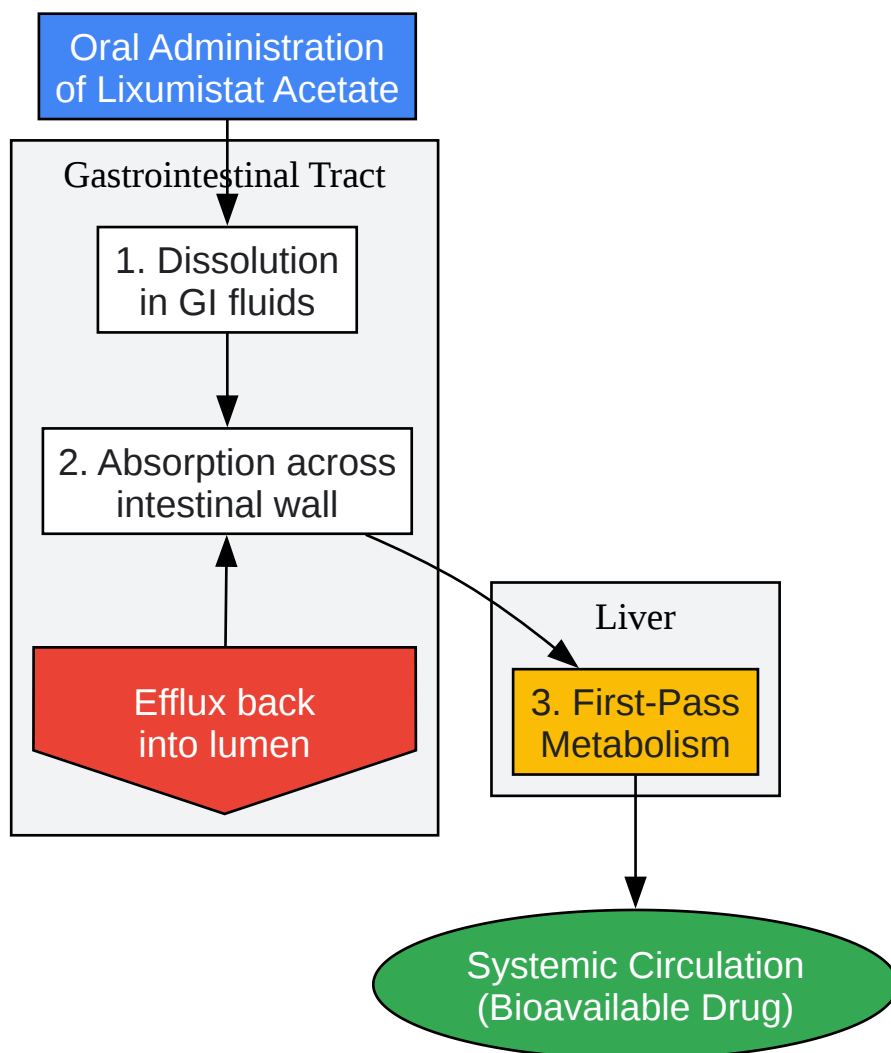 Oral Administration
of Lixumistat Acetate
Gastrointestinal Tract
1. Dissolution
in GI fluids
2. Absorption across
intestinal wall
Efflux back
into lumen
Liver
3. First-Pass
Metabolism
Systemic Circulation
(Bioavailable Drug)